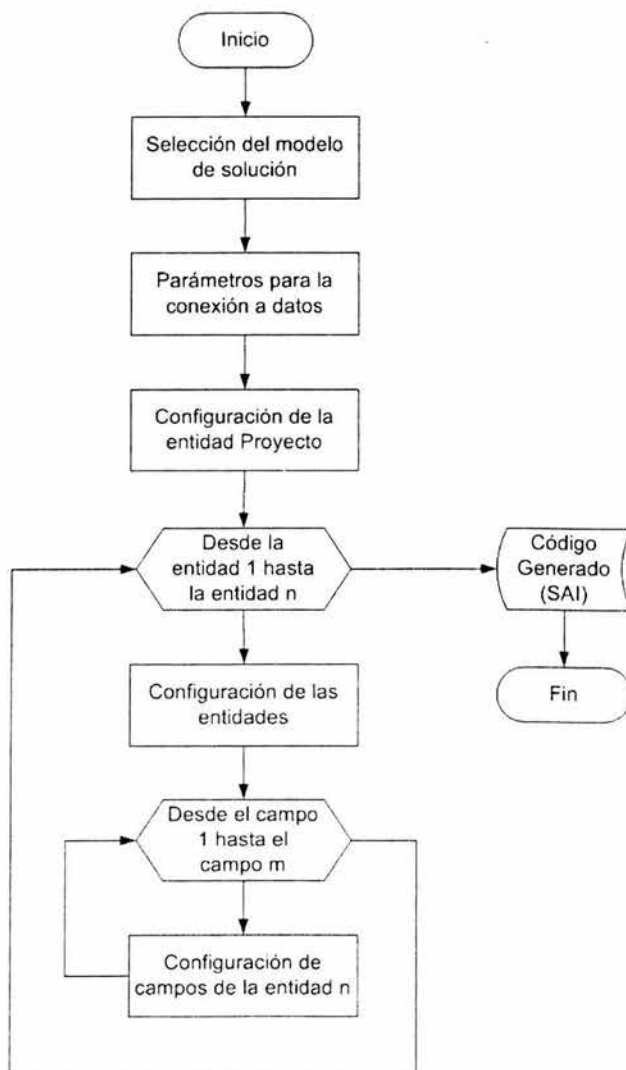 Inicio
Selección del modelo
de solución
Parámetros para la
conexión a datos
Configuración de la
entidad Proyecto
Desde la
entidad 1 hasta
la entidad n
Código
Generado
(SAI)
Configuración de las
entidades
Fin
Desde el campo
1 hasta el
campo m
Configuración de
campos de la entidad n